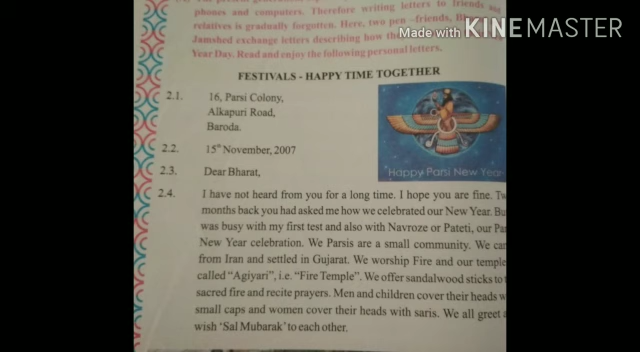 Made with KINEMASTER
phones and computers. Therefore writing letters to friends and
relatives is gradually forgotten. Here, two pen -friends,
Jamshed exchange letters describing how
Year Day. Read and enjoy the following personal letters.
FESTIVALS - HAPPY TIME TOGETHER
2.1. 16, Parsi Colony,
Alkapuri Road,
Baroda.
2.2. 15th November, 2007
2.3. Dear Bharat,
Happy Parsi New Year
2.4. I have not heard from you for a long time. I hope you are fine. Tw
months back you had asked me how we celebrated our New Year. Bu
was busy with my first test and also with Navroze or Pateti, our Pa
New Year celebration. We Parsis are a small community. We ca
from Iran and settled in Gujarat. We worship Fire and our temple
called "Agiyari", i.e. "Fire Temple". We offer sandalwood sticks to
sacred fire and recite prayers. Men and children cover their heads w
small caps and women cover their heads with saris. We all greet
wish 'Sal Mubarak' to each other.